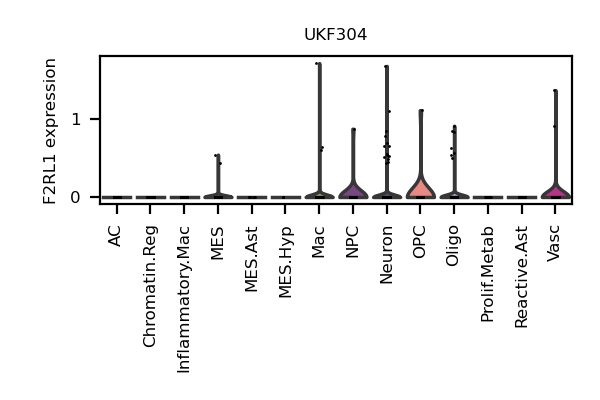 UKF304
F2RL1 expression
1
0
AC
Chromatin.Reg
Inflammatory.Mac
MES
MES.Ast
MES.Hyp
Mac
NPC
Neuron
OPC
Oligo
Prolif.Metab
Reactive.Ast
Vasc